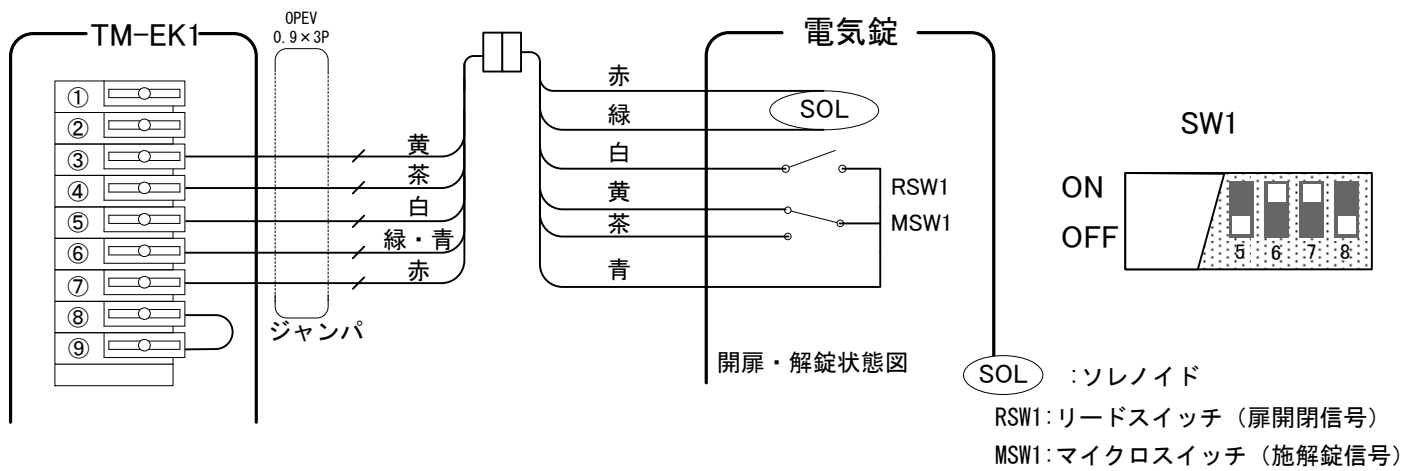 TM-EK1
OPEV
0.9×3P
①
②
③
④
⑤
⑥
⑦
⑧
⑨
黄
茶
白
緑・青
赤
ジャンパ
電気錠
赤
緑
白
黄
茶
青
SOL
RSW1
MSW1
開扉・解錠状態図
SW1
ON
OFF
5 6 7 8
SOL :ソレノイド
RSW1:リードスイッチ（扉開閉信号）
MSW1:マイクロスイッチ（施解錠信号）